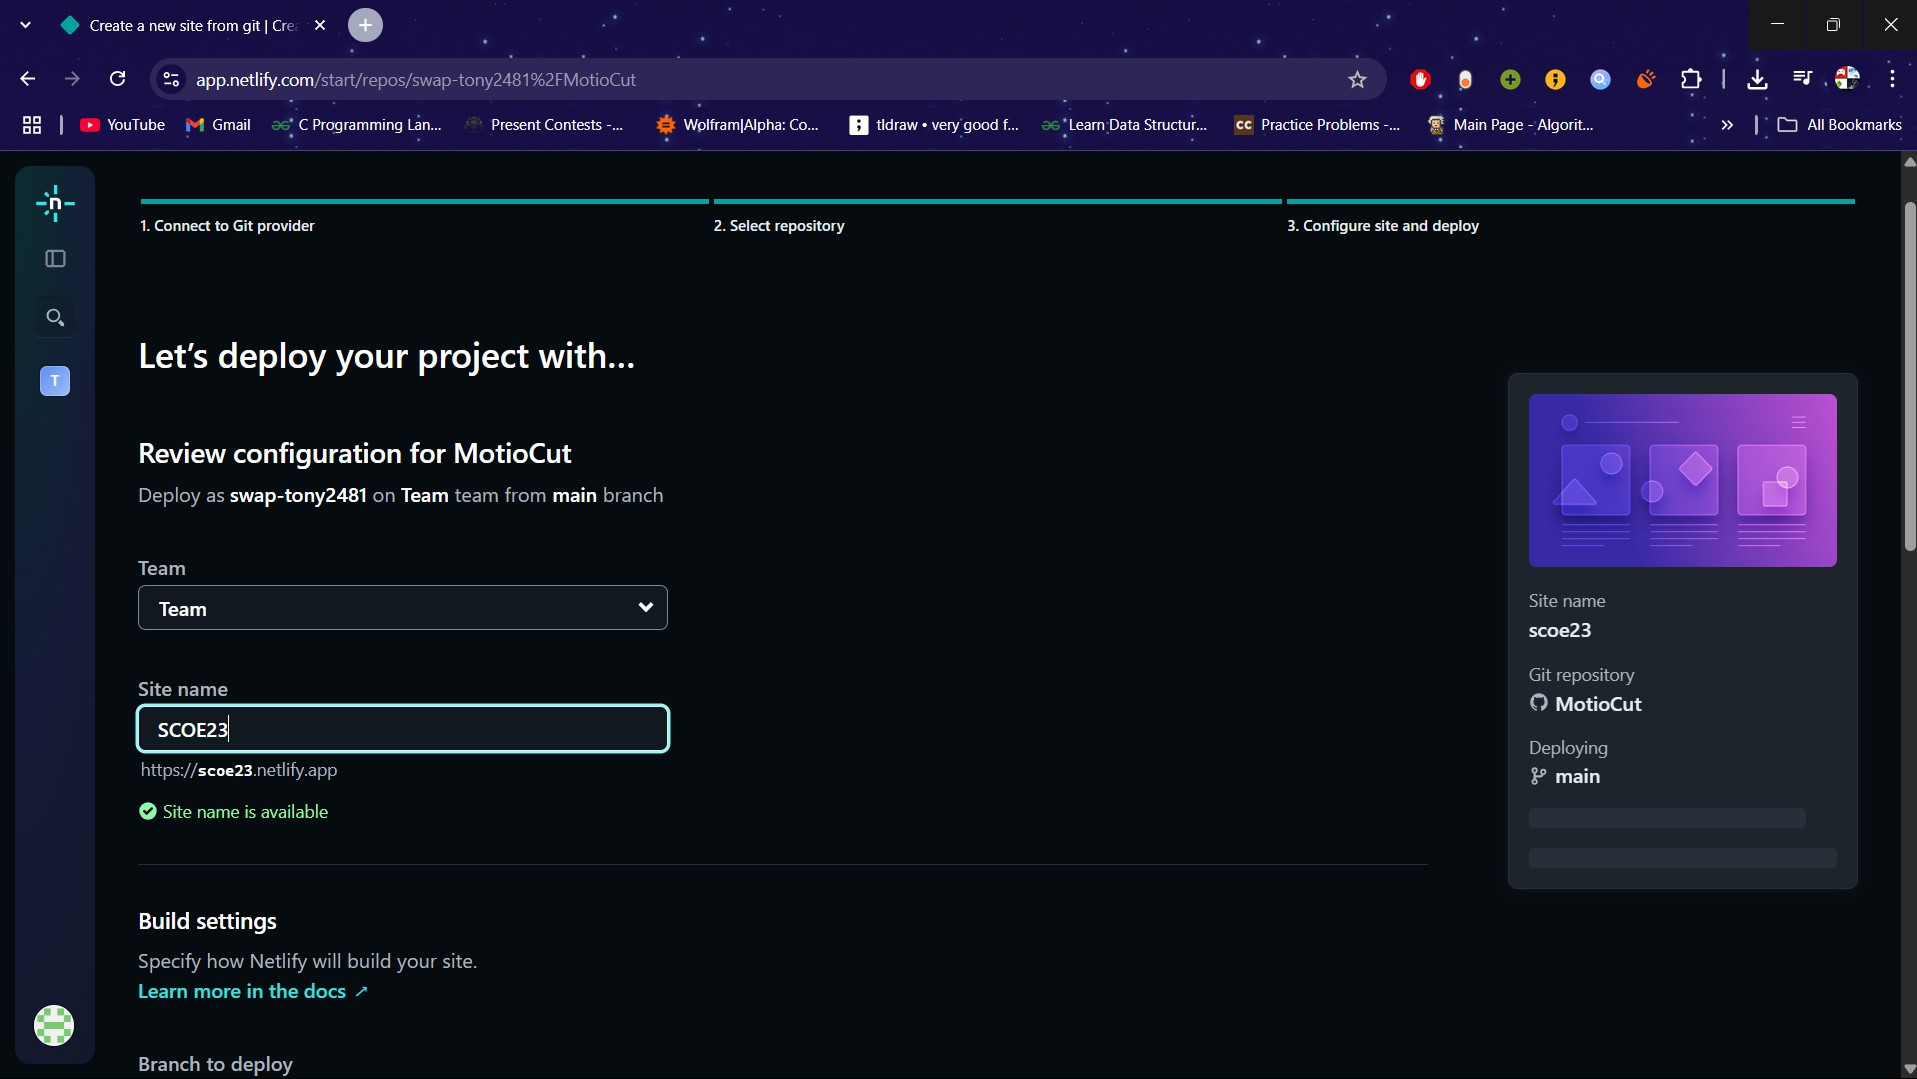 Create a new site from git | Cre
app.netlify.com/start/repos/swap-tony2481%2FMotioCut
YouTube
Gmail
C Programming Lan...
Present Contests -...
Wolfram|Alpha: Co...
tldraw • very good f...
Learn Data Structur...
CC
Practice Problems -...
Main Page - Algorit...
All Bookmarks
n
T
1. Connect to Git provider
2. Select repository
3. Configure site and deploy
Let’s deploy your project with…
Review configuration for MotioCut
Deploy as swap-tony2481 on Team team from main branch
Team
Team
Site name
SCOE23
https://scoe23.netlify.app
Site name is available
Build settings
Specify how Netlify will build your site.
Learn more in the docs ↗
Branch to deploy
Site name
scoe23
Git repository
MotioCut
Deploying
main